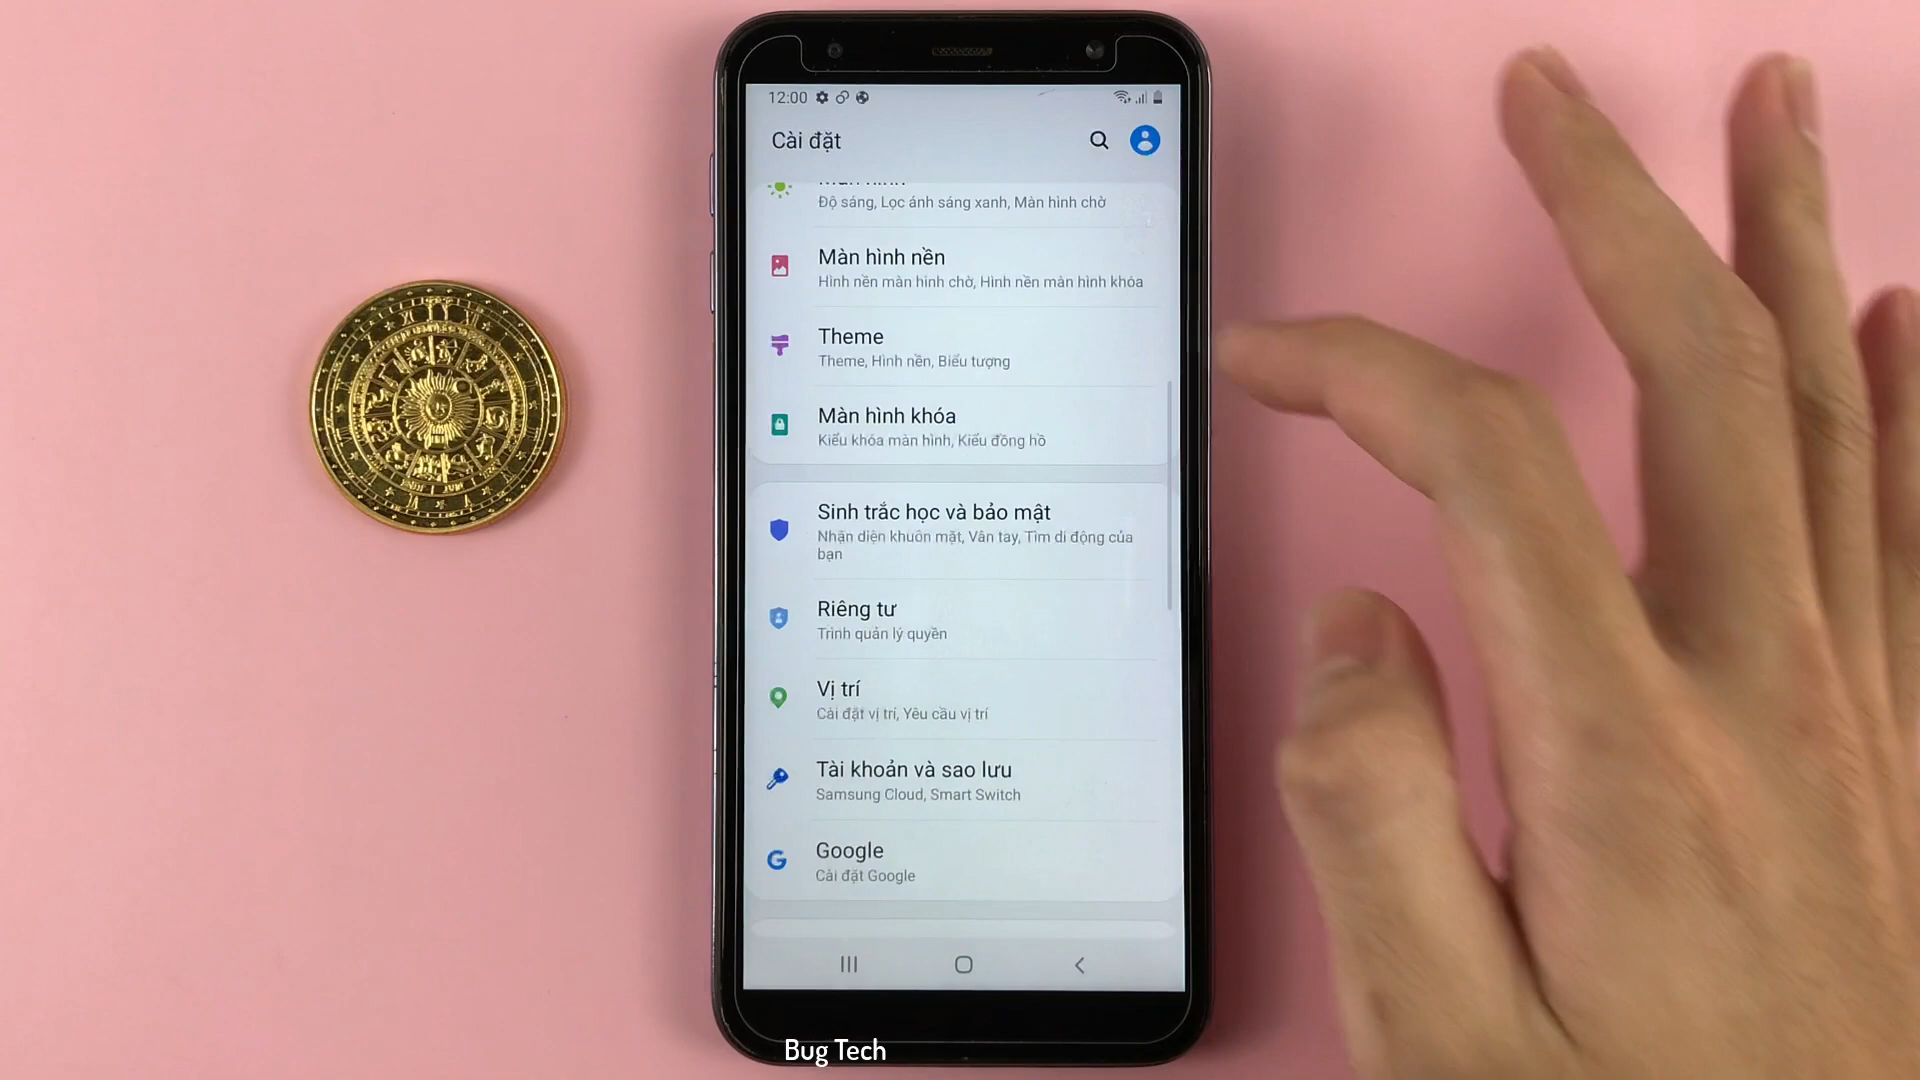 12:00
Cài đặt
Độ sáng, Lọc ánh sáng xanh, Màn hình chờ
Màn hình nền
Hình nền màn hình chờ, Hình nền màn hình khóa
Theme
Theme, Hình nền, Biểu tượng
Màn hình khóa
Kiểu khóa màn hình, Kiểu đồng hồ
Sinh trắc học và bảo mật
Nhận diện khuôn mặt, Vân tay, Tìm di động của
bạn
Riêng tư
Trình quản lý quyền
Vị trí
Cài đặt vị trí, Yêu cầu vị trí
Tài khoản và sao lưu
Samsung Cloud, Smart Switch
Google
Cài đặt Google
Bug Tech